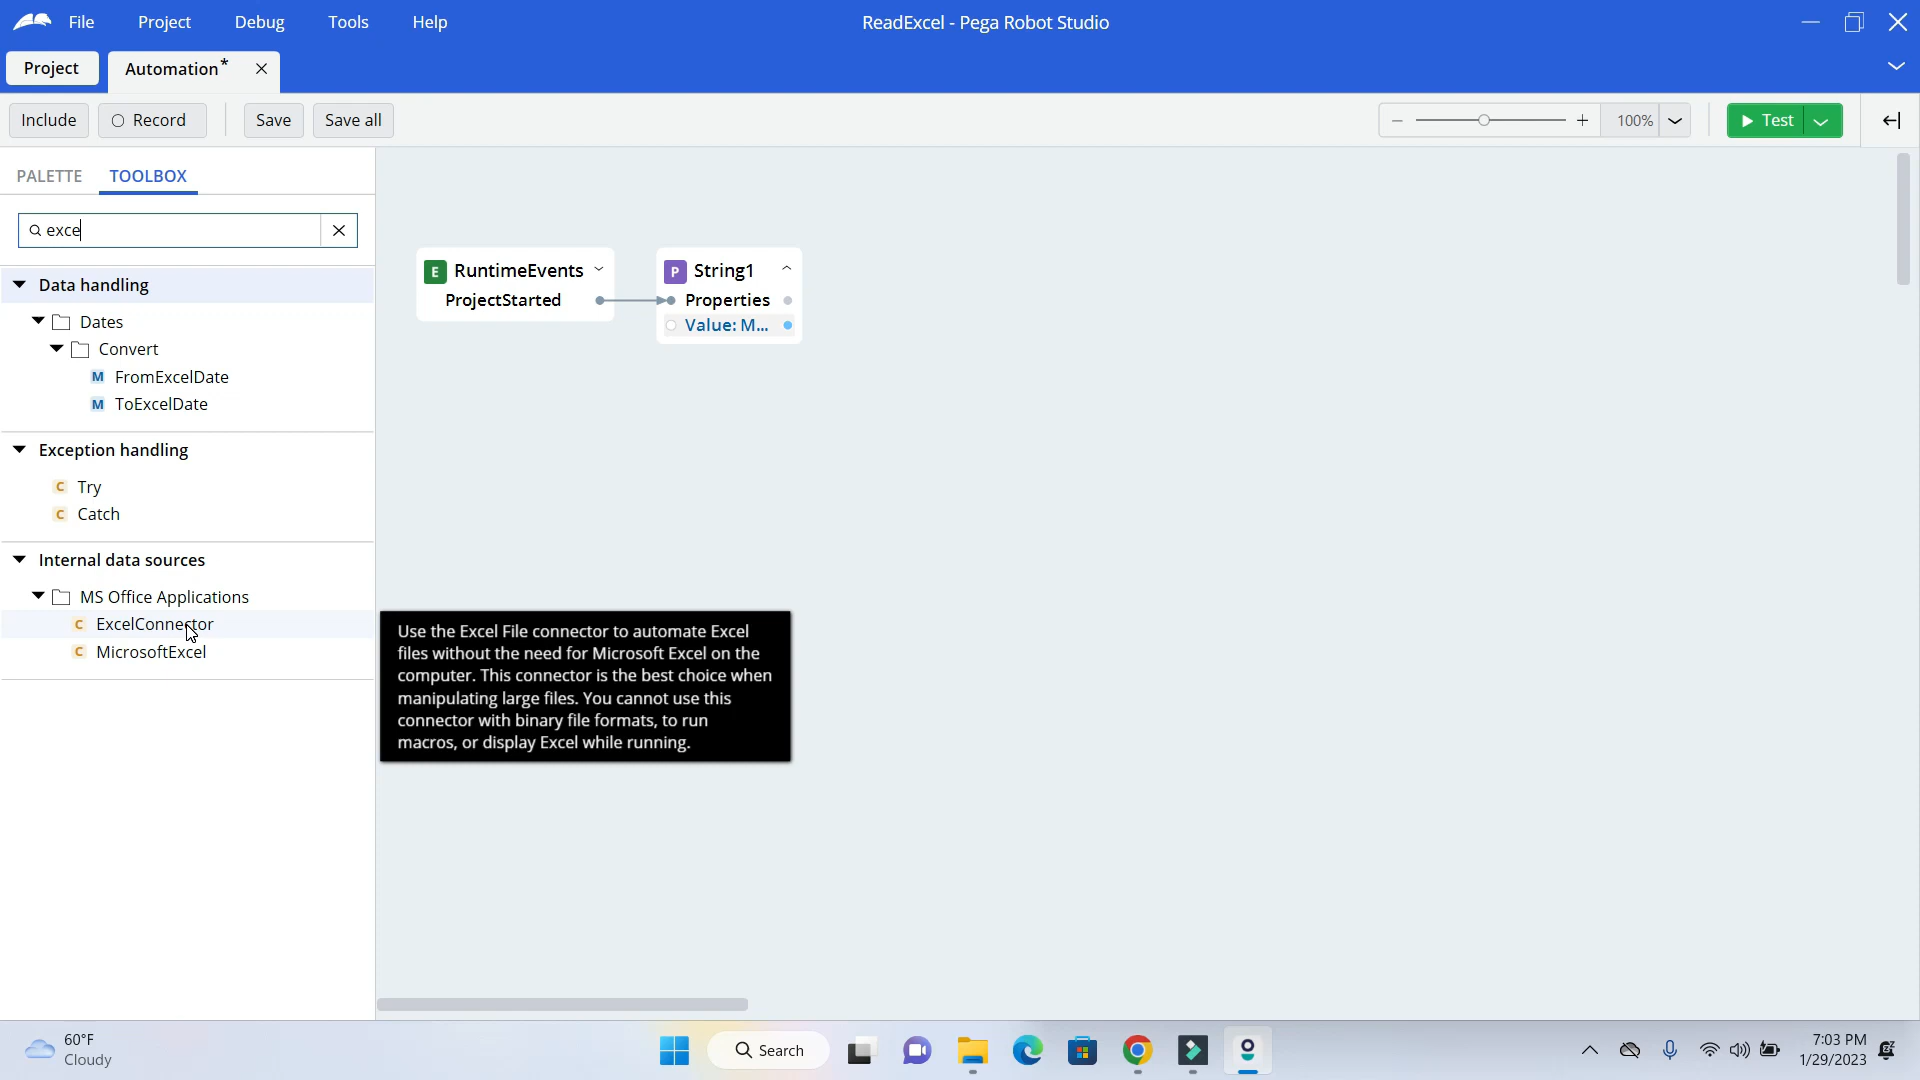 File Project Debug Tools Help
ReadExcel - Pega Robot Studio
Project Automation*
Include Record Save Save all
100% Test
PALETTE TOOLBOX
exce
Data handling
Dates
Convert
M FromExcelDate
M ToExcelDate
Exception handling
C Try
C Catch
Internal data sources
MS Office Applications
C ExcelConnector
C MicrosoftExcel
E RuntimeEvents
ProjectStarted
P String1
Properties
Value: M...
Use the Excel File connector to automate Excel
files without the need for Microsoft Excel on the
computer. This connector is the best choice when
manipulating large files. You cannot use this
connector with binary file formats, to run
macros, or display Excel while running.
60°F
Cloudy
Search
7:03 PM
1/29/2023